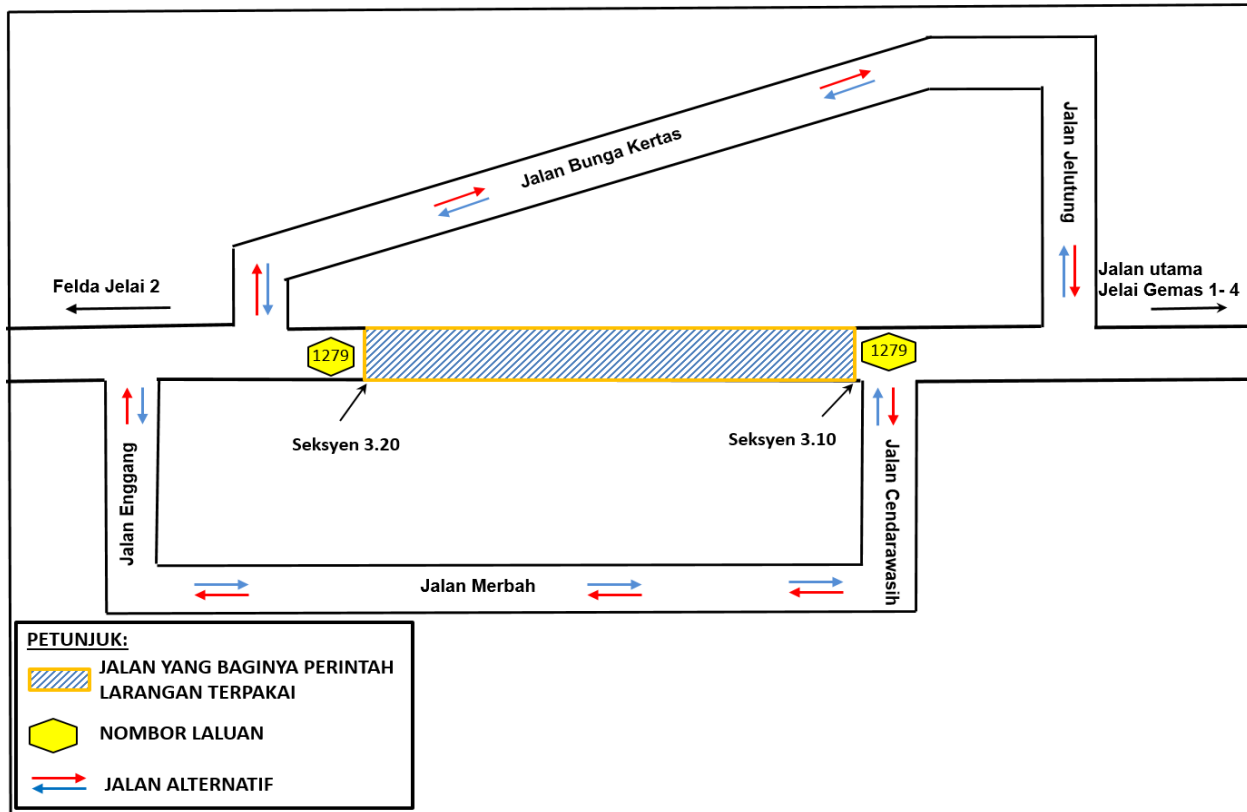 Jalan Bunga Kertas
Jalan Jelutung
Felda Jelai 2
Jalan utama
Jelai Gemas 1- 4
1279
1279
Seksyen 3.20
Seksyen 3.10
Jalan Enggang
Jalan Cendarawasih
Jalan Merbah
PETUNJUK:
JALAN YANG BAGINYA PERINTAH
LARANGAN TERPAKAI
NOMBOR LALUAN
JALAN ALTERNATIF